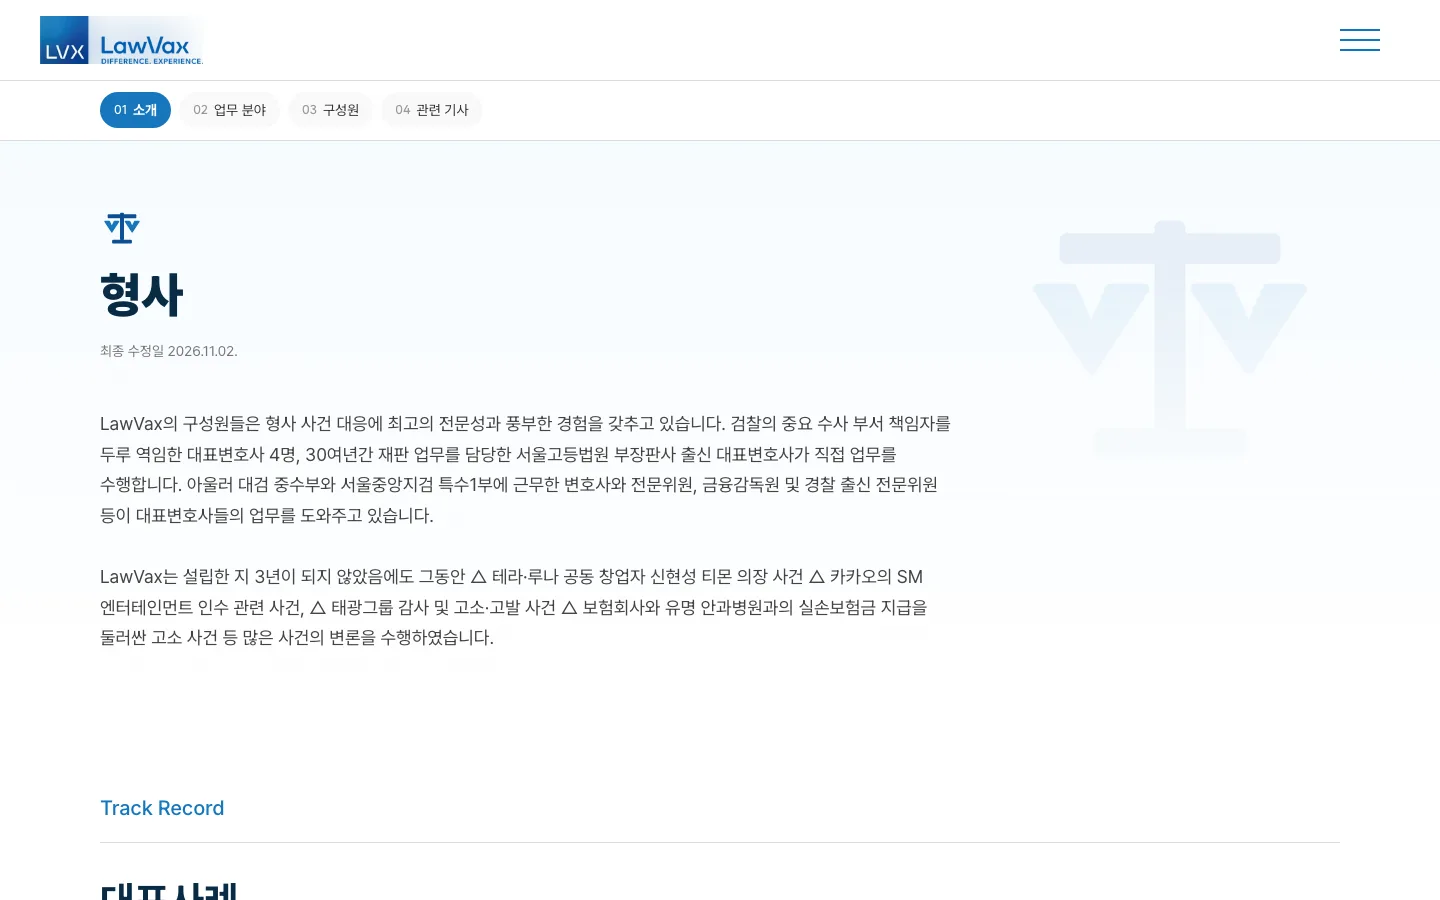 LVX LawVax
DIFFERENCE. EXPERIENCE.
01 소개 02 업무 분야 03 구성원 04 관련 기사
형사
최종 수정일 2026.11.02.
LawVax의 구성원들은 형사 사건 대응에 최고의 전문성과 풍부한 경험을 갖추고 있습니다. 검찰의 중요 수사 부서 책임자를
두루 역임한 대표변호사 4명, 30여년간 재판 업무를 담당한 서울고등법원 부장판사 출신 대표변호사가 직접 업무를
수행합니다. 아울러 대검 중수부와 서울중앙지검 특수1부에 근무한 변호사와 전문위원, 금융감독원 및 경찰 출신 전문위원
등이 대표변호사들의 업무를 도와주고 있습니다.
LawVax는 설립한 지 3년이 되지 않았음에도 그동안 △ 테라·루나 공동 창업자 신현성 티몬 의장 사건 △ 카카오의 SM
엔터테인먼트 인수 관련 사건, △ 태광그룹 감사 및 고소·고발 사건 △ 보험회사와 유명 안과병원과의 실손보험금 지급을
둘러싼 고소 사건 등 많은 사건의 변론을 수행하였습니다.
Track Record
대표사례